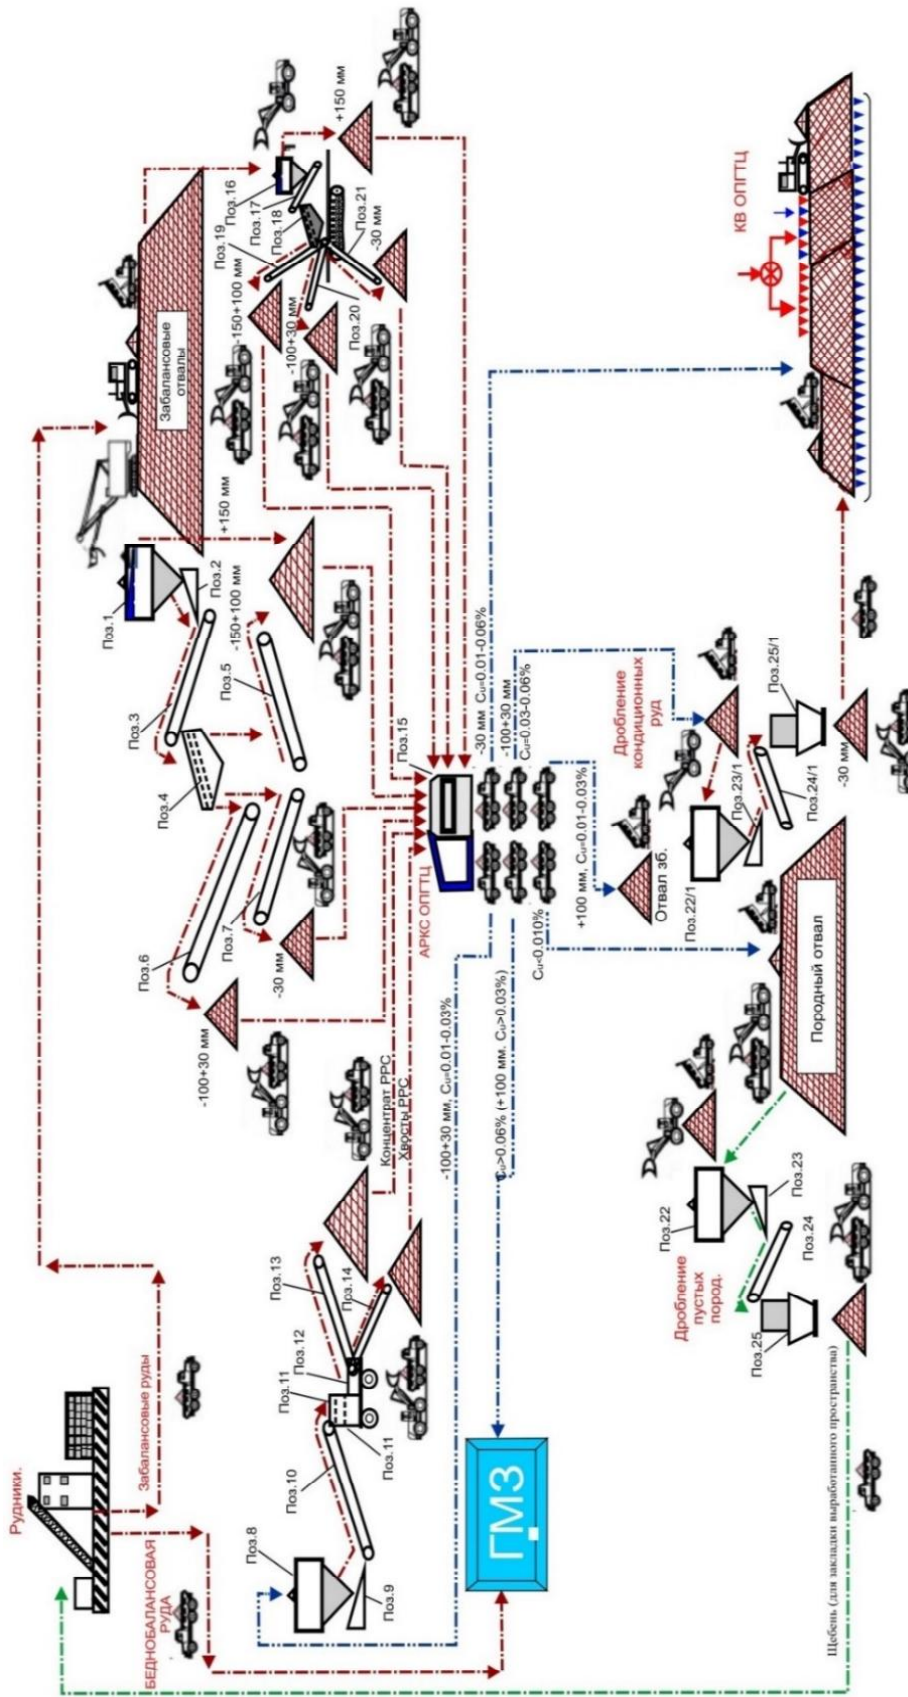 Рудники.
БЕДНОБАЛАНСОВАЯ
РУДА
Забалансовые руды
Забалансовые
отвалы
Поз.1
Поз.2
+150 мм
Поз.3
Поз.4
Поз.5
-150+100 мм
Поз.6
Поз.7
-30 мм
-100+30 мм
Поз.8
Поз.9
Поз.10
Поз.11
Поз.11
Поз.12
Поз.13
Поз.14
Концентрат РРС
Хвосты РРС
Поз.16
Поз.17
Поз.18
Поз.19
-150+100 мм
-100+30 мм
Поз.20
Поз.21
-30 мм
+150 мм
Поз.15
АРКС ОПГТЦ
-100+30 мм, Cu=0.01-0.03%
Cu>0.06% (+100 мм. Cu>0.03%)
Cu<0.010%
-30 мм Cu=0.01-0.06%
-100+30 мм
Cu=0.03-0.06%
+100 мм, Cu=0.01-0.03%
Отвал зб.
ГМЗ
КВ ОПГТЦ
Дробление
кондиционных
руд
Поз.22/1
Поз.23/1
Поз.24/1
Поз.25/1
-30 мм
Породный отвал
Дробление
пустых
пород.
Поз.22
Поз.23
Поз.24
Поз.25
Щебень (для закладки выработанного пространства)